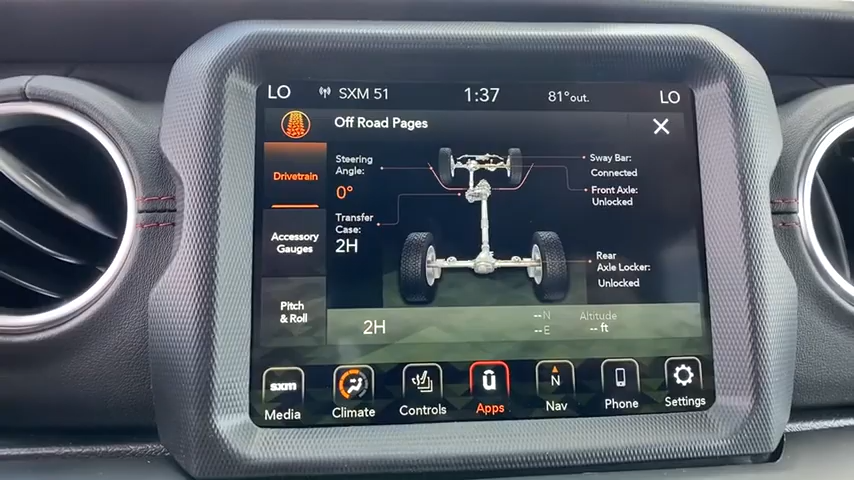 LO SXM 51 1:37 81°out. LO
Off Road Pages
Drivetrain
Accessory
Gauges
Pitch
& Roll
Steering
Angle:
0°
Transfer
Case:
2H
Sway Bar:
Connected
Front Axle:
Unlocked
Rear
Axle Locker:
Unlocked
2H
--N
--E
Altitude
-- ft
sxm
Media
Climate
Controls
Apps
N
Nav
Phone
Settings